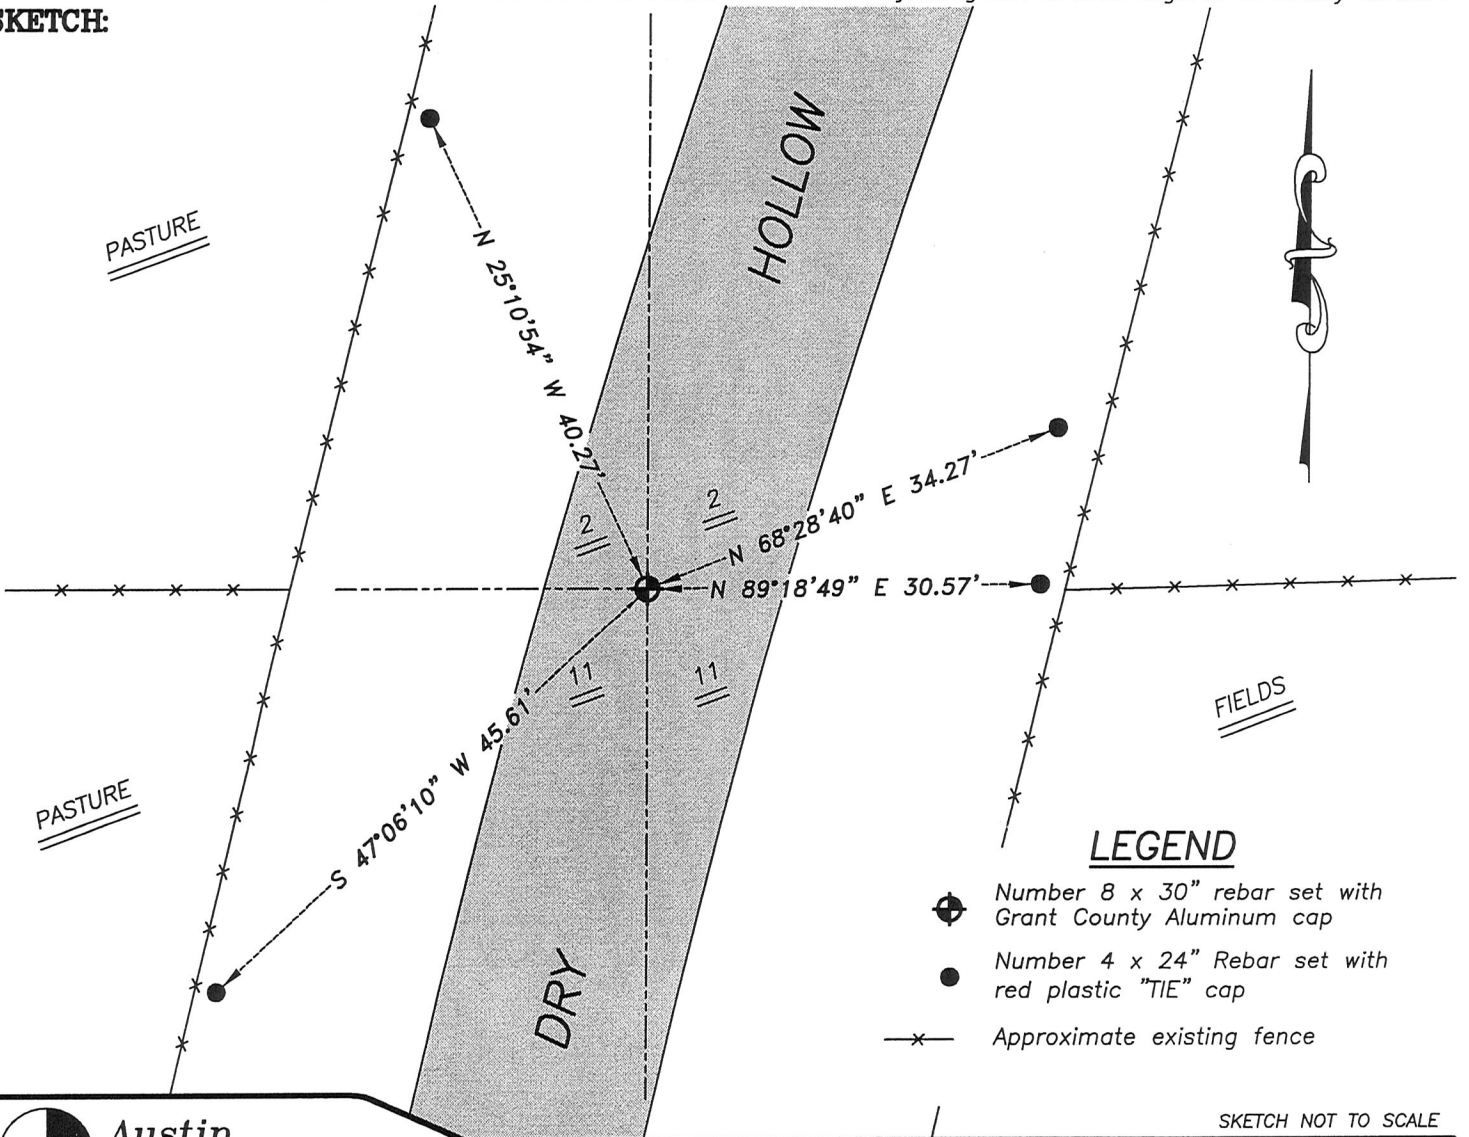 SKETCH:
PASTURE
HOLLOW
N 25°10'54" W 40.27'
2
2
N 68°28'40" E 34.27'
N 89°18'49" E 30.57'
11
11
S 47°06'10" W 45.61'
FIELDS
PASTURE
DRY
LEGEND
Number 8 x 30" rebar set with
Grant County Aluminum cap
Number 4 x 24" Rebar set with
red plastic "TIE" cap
Approximate existing fence
SKETCH NOT TO SCALE
Austin